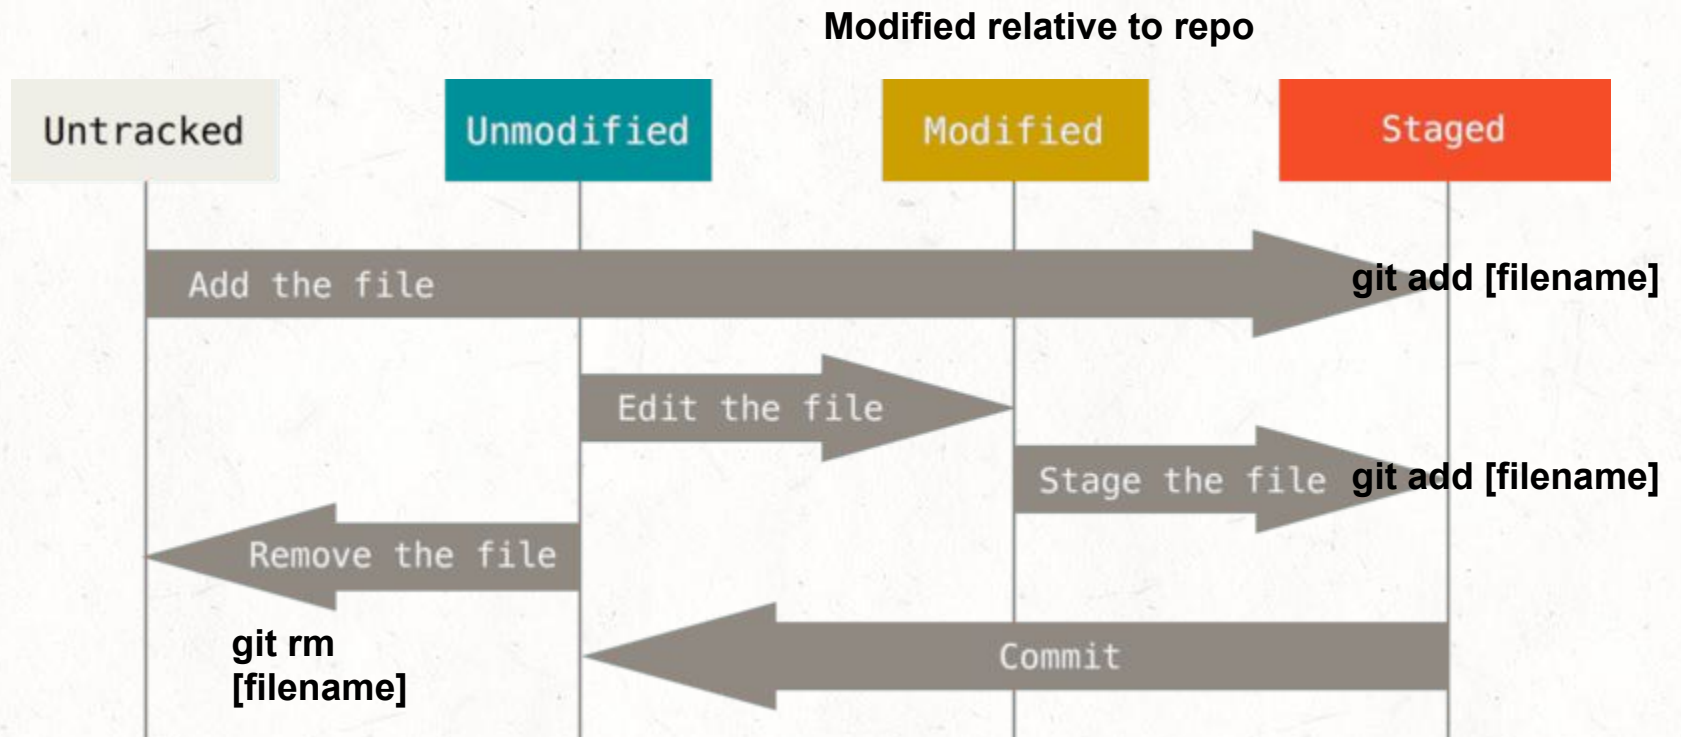 Modified relative to repo
Untracked
Unmodified
Modified
Staged
Add the file
git add [filename]
Edit the file
Stage the file
git add [filename]
Remove the file
git rm
[filename]
Commit